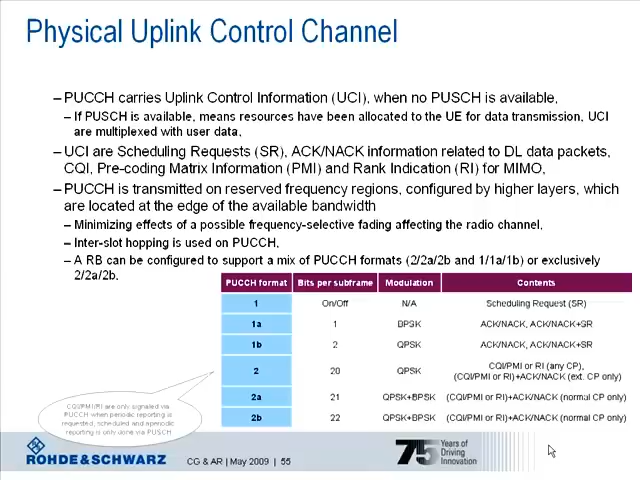 Physical Uplink Control Channel
– PUCCH carries Uplink Control Information (UCI), when no PUSCH is available.
– If PUSCH is available, means resources have been allocated to the UE for data transmission, UCI
are multiplexed with user data.
– UCI are Scheduling Requests (SR), ACK/NACK information related to DL data packets,
CQI, Pre-coding Matrix Information (PMI) and Rank Indication (RI) for MIMO.
– PUCCH is transmitted on reserved frequency regions, configured by higher layers, which
are located at the edge of the available bandwidth
– Minimizing effects of a possible frequency-selective fading affecting the radio channel.
– Inter-slot hopping is used on PUCCH.
– A RB can be configured to support a mix of PUCCH formats (2/2a/2b and 1/1a/1b) or exclusively
2/2a/2b.
PUCCH format Bits per subframe Modulation Contents
1 On/Off N/A Scheduling Request (SR)
1a 1 BPSK ACK/NACK, ACK/NACK+SR
1b 2 QPSK ACK/NACK, ACK/NACK+SR
2 20 QPSK CQI/PMI or RI (any CP),
(CQI/PMI or RI)+ACK/NACK (ext. CP only)
2a 21 QPSK+BPSK (CQI/PMI or RI)+ACK/NACK (normal CP only)
2b 22 QPSK+BPSK (CQI/PMI or RI)+ACK/NACK (normal CP only)
CQI/PMI/RI are only signaled via
PUCCH when periodic reporting is
requested, scheduled and aperiodic
reporting is only done via PUSCH
ROHDE&SCHWARZ
CG & AR | May 2009 | 55
75 Years of
Driving
Innovation